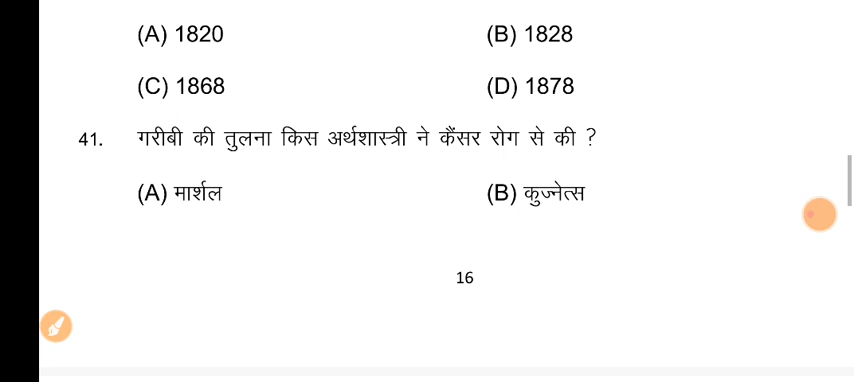 (A) 1820 (B) 1828
(C) 1868 (D) 1878
41. गरीबी की तुलना किस अर्थशास्त्री ने कैंसर रोग से की ?
(A) मार्शल (B) कुज्नेत्स
16